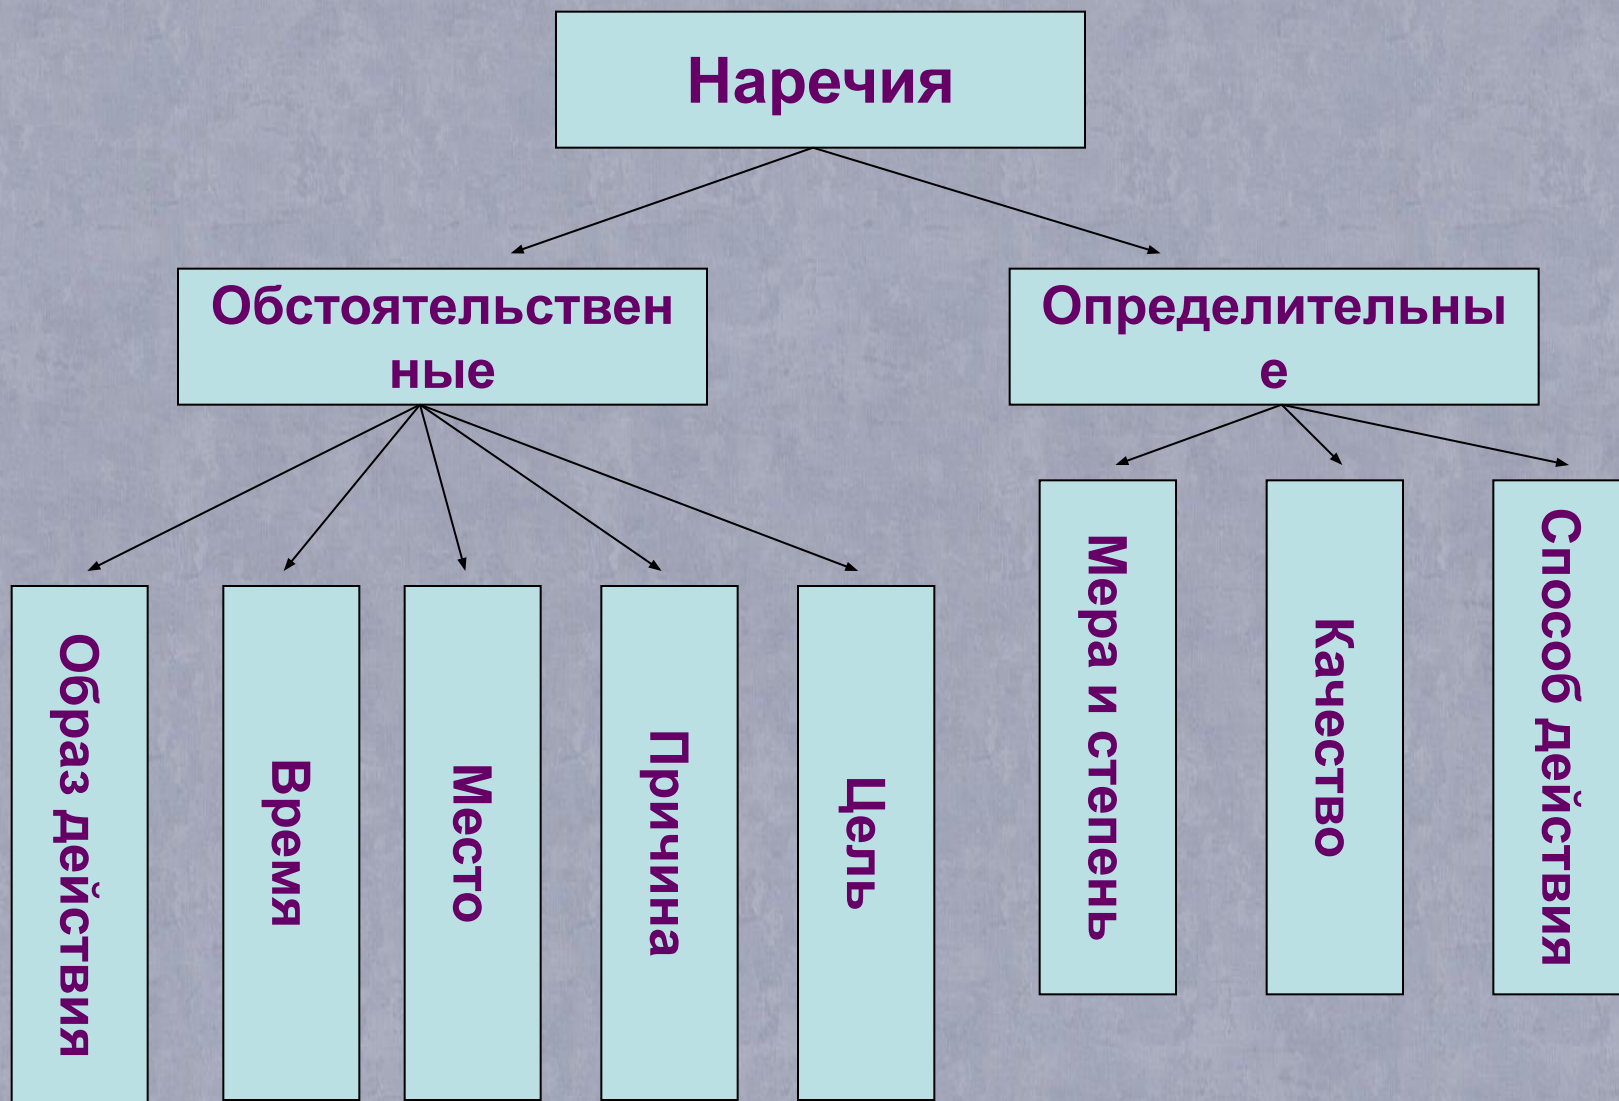 Наречия
Обстоятельствен
ные
Определительны
е
Образ действия
Время
Место
Причина
Цель
Мера и степень
Качество
Способ действия